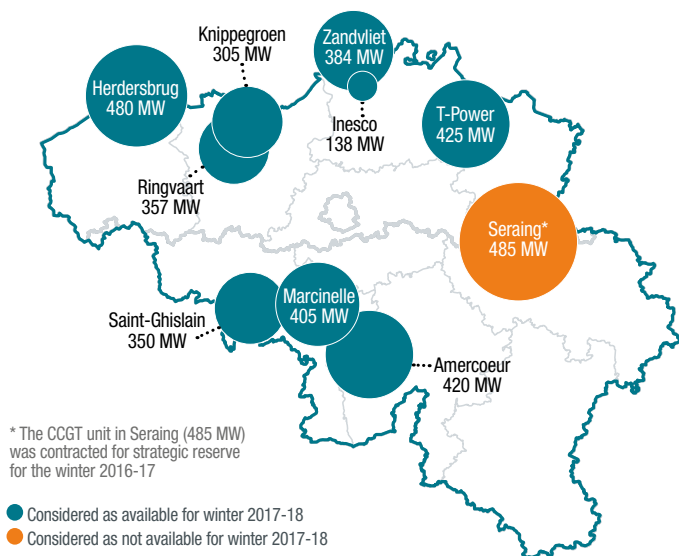 Knippegroen
305 MW
Zandvliet
384 MW
Herdersbrug
480 MW
Inesco
138 MW
T-Power
425 MW
Ringvaart
357 MW
Seraing*
485 MW
Marcinelle
405 MW
Saint-Ghislain
350 MW
Amercoeur
420 MW
* The CCGT unit in Seraing (485 MW)
was contracted for strategic reserve
for the winter 2016-17
Considered as available for winter 2017-18
Considered as not available for winter 2017-18